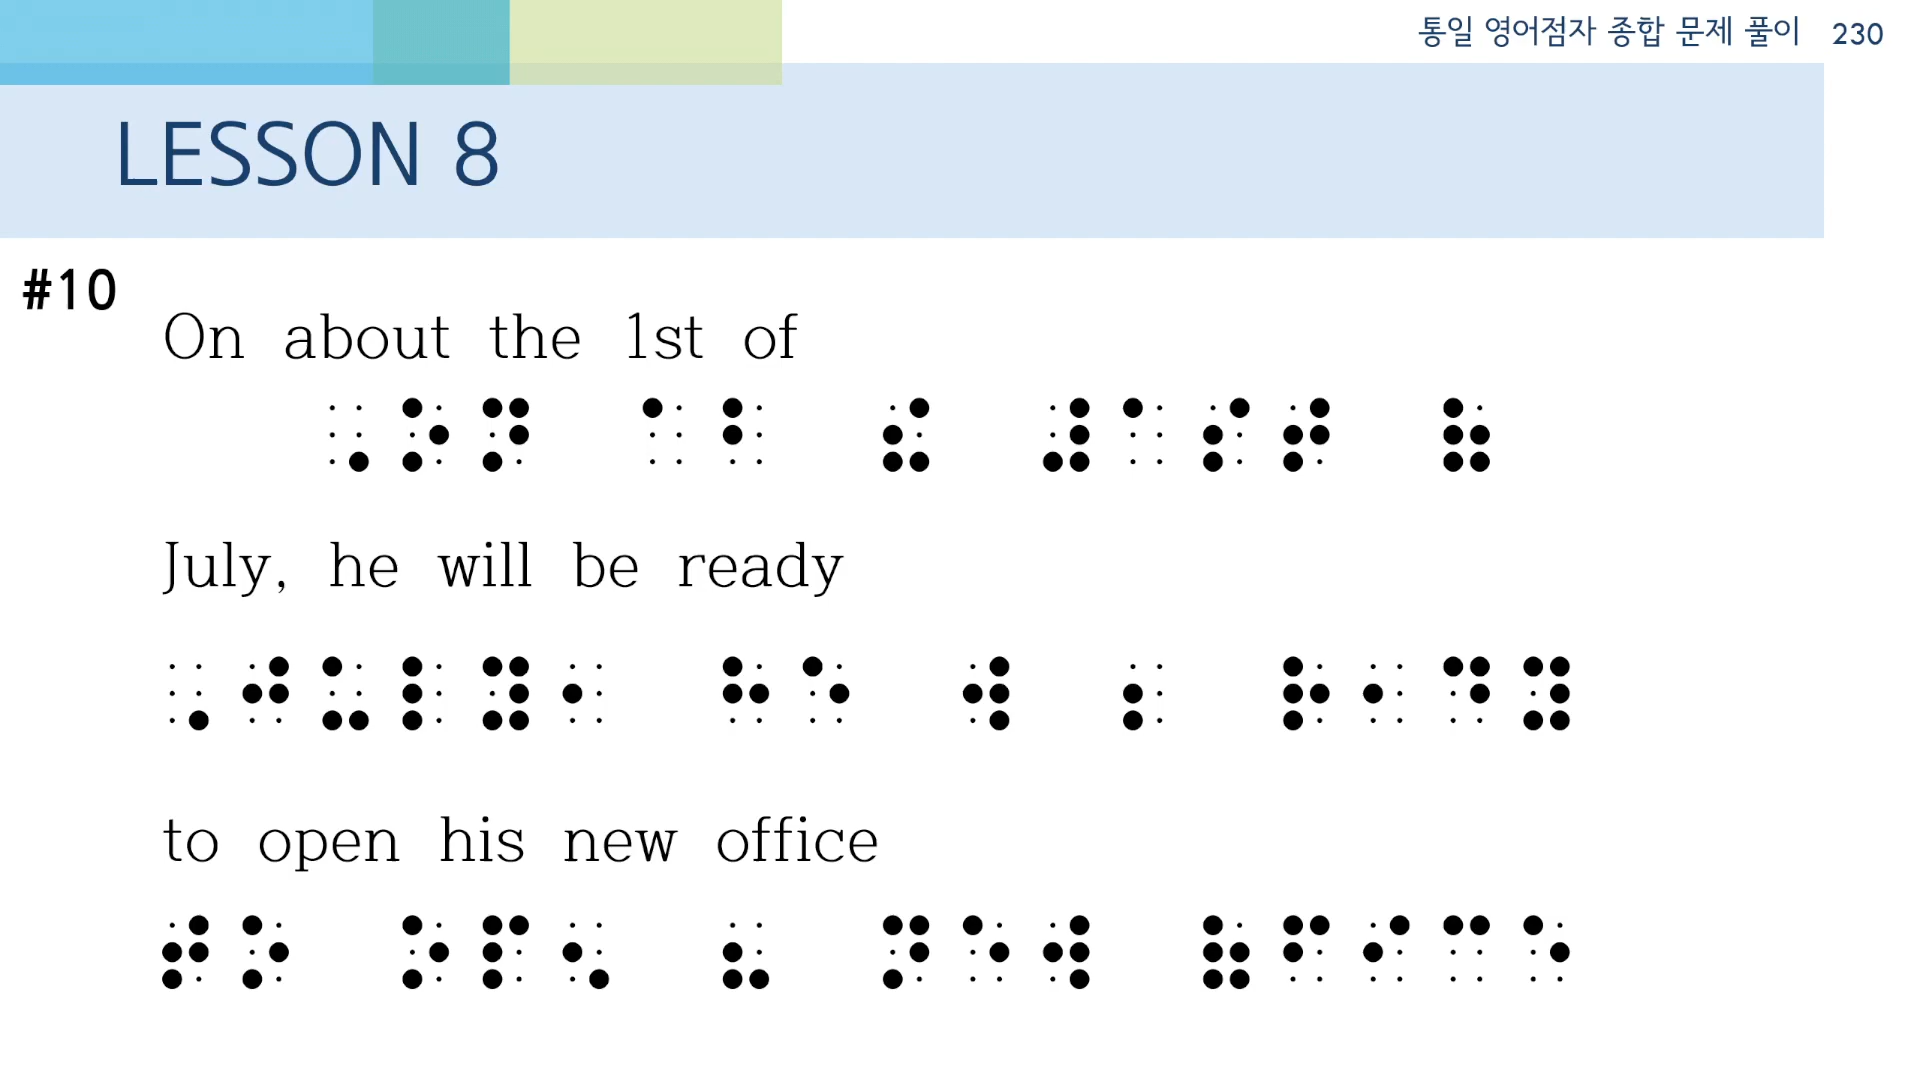 통일 영어점자 종합 문제 풀이 230
LESSON 8
#10
On about the 1st of
⠠⠕⠝ ⠁⠃ ⠮ ⠼⠁⠎⠞ ⠷
July, he will be ready
⠠⠚⠥⠇⠽⠂ ⠓⠑ ⠺ ⠆ ⠗⠂⠙⠽
to open his new office
⠞⠕ ⠕⠏⠢ ⠦ ⠝⠑⠺ ⠷⠋⠊⠉⠑